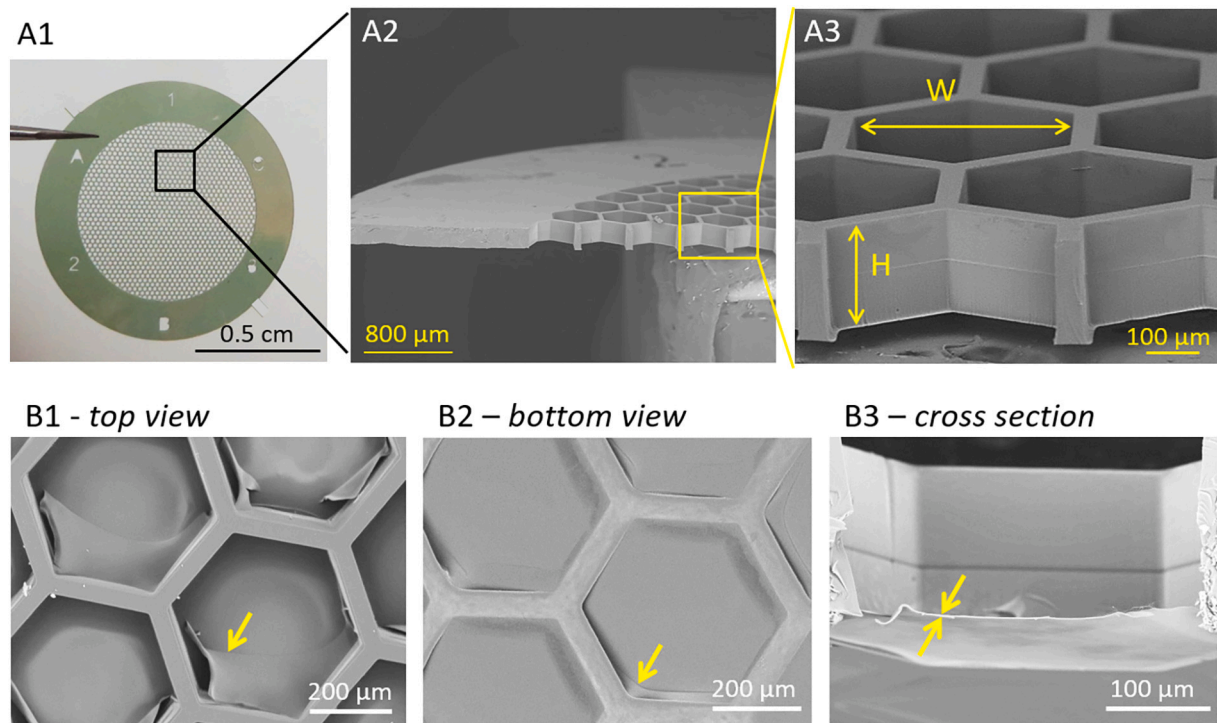 A1
A2
A3
1
A
2
B
0.5 cm
800 µm
W
H
100 µm
B1 - top view
B2 – bottom view
B3 – cross section
200 µm
200 µm
100 µm